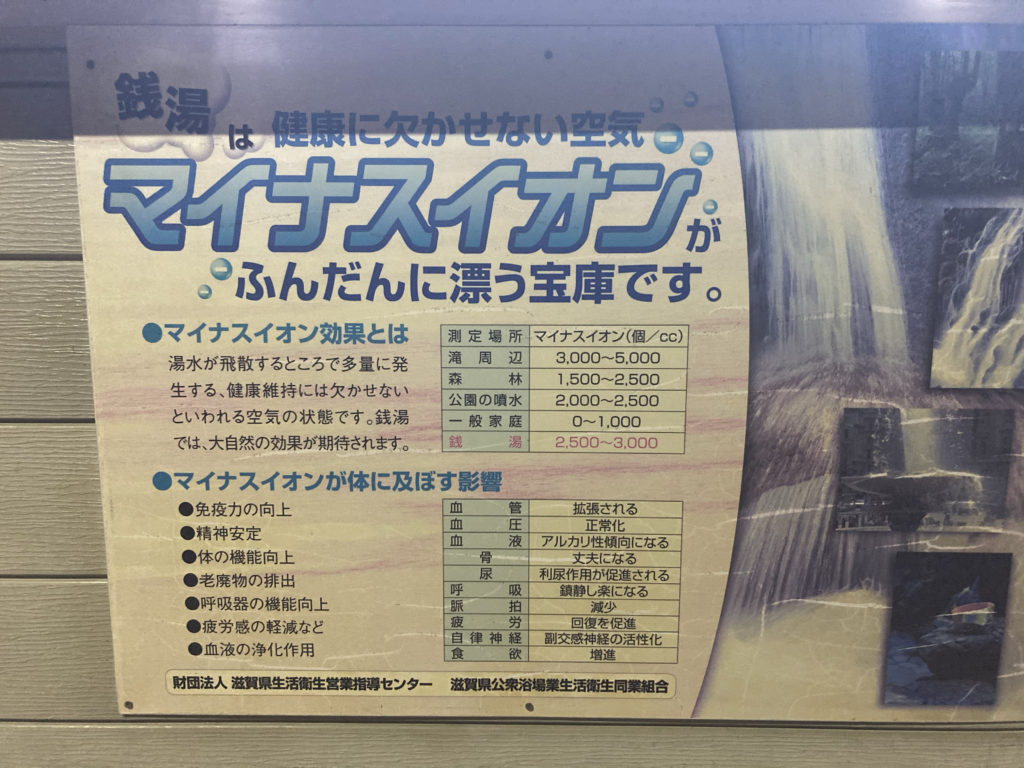 銭湯は健康に欠かせない空気
マイナスイオンが
ふんだんに漂う宝庫です。
●マイナスイオン効果とは
湯水が飛散するところで多量に発
生する、健康維持には欠かせない
といわれる空気の状態です。銭湯
では、大自然の効果が期待されます。
測定場所 マイナスイオン(個/cc)
滝周辺 3,000〜5,000
森林 1,500〜2,500
公園の噴水 2,000〜2,500
一般家庭 0〜1,000
銭湯 2,500〜3,000
●マイナスイオンが体に及ぼす影響
●免疫力の向上
●精神安定
●体の機能向上
●老廃物の排出
●呼吸器の機能向上
●疲労感の軽減など
●血液の浄化作用
血管 拡張される
血圧 正常化
血液 アルカリ性傾向になる
骨 丈夫になる
尿 利尿作用が促進される
呼吸 鎮静し楽になる
脈拍 減少
疲労 回復を促進
自律神経 副交感神経の活性化
食欲 増進
財団法人 滋賀県生活衛生営業指導センター 滋賀県公衆浴場業生活衛生同業組合